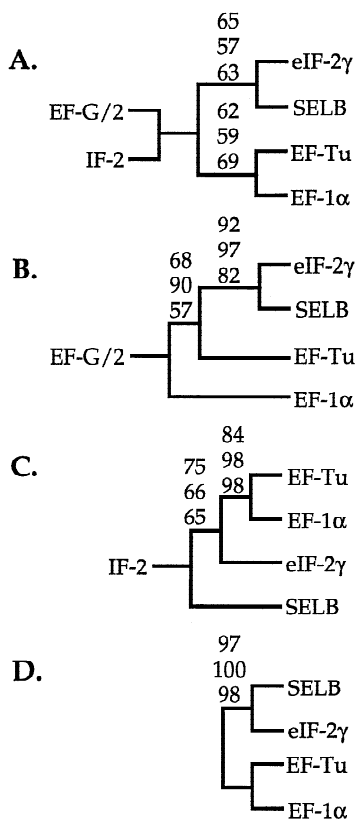 65
57
A.
63
eIF-2γ
EF-G/2
SELB
62
59
IF-2
69
EF-Tu
EF-1α
92
97
B.
68
82
eIF-2γ
90
57
SELB
EF-G/2
EF-Tu
EF-1α
84
C.
75
98
66
98
EF-Tu
65
EF-1α
IF-2
eIF-2γ
SELB
97
D.
100
98
SELB
eIF-2γ
EF-Tu
EF-1α